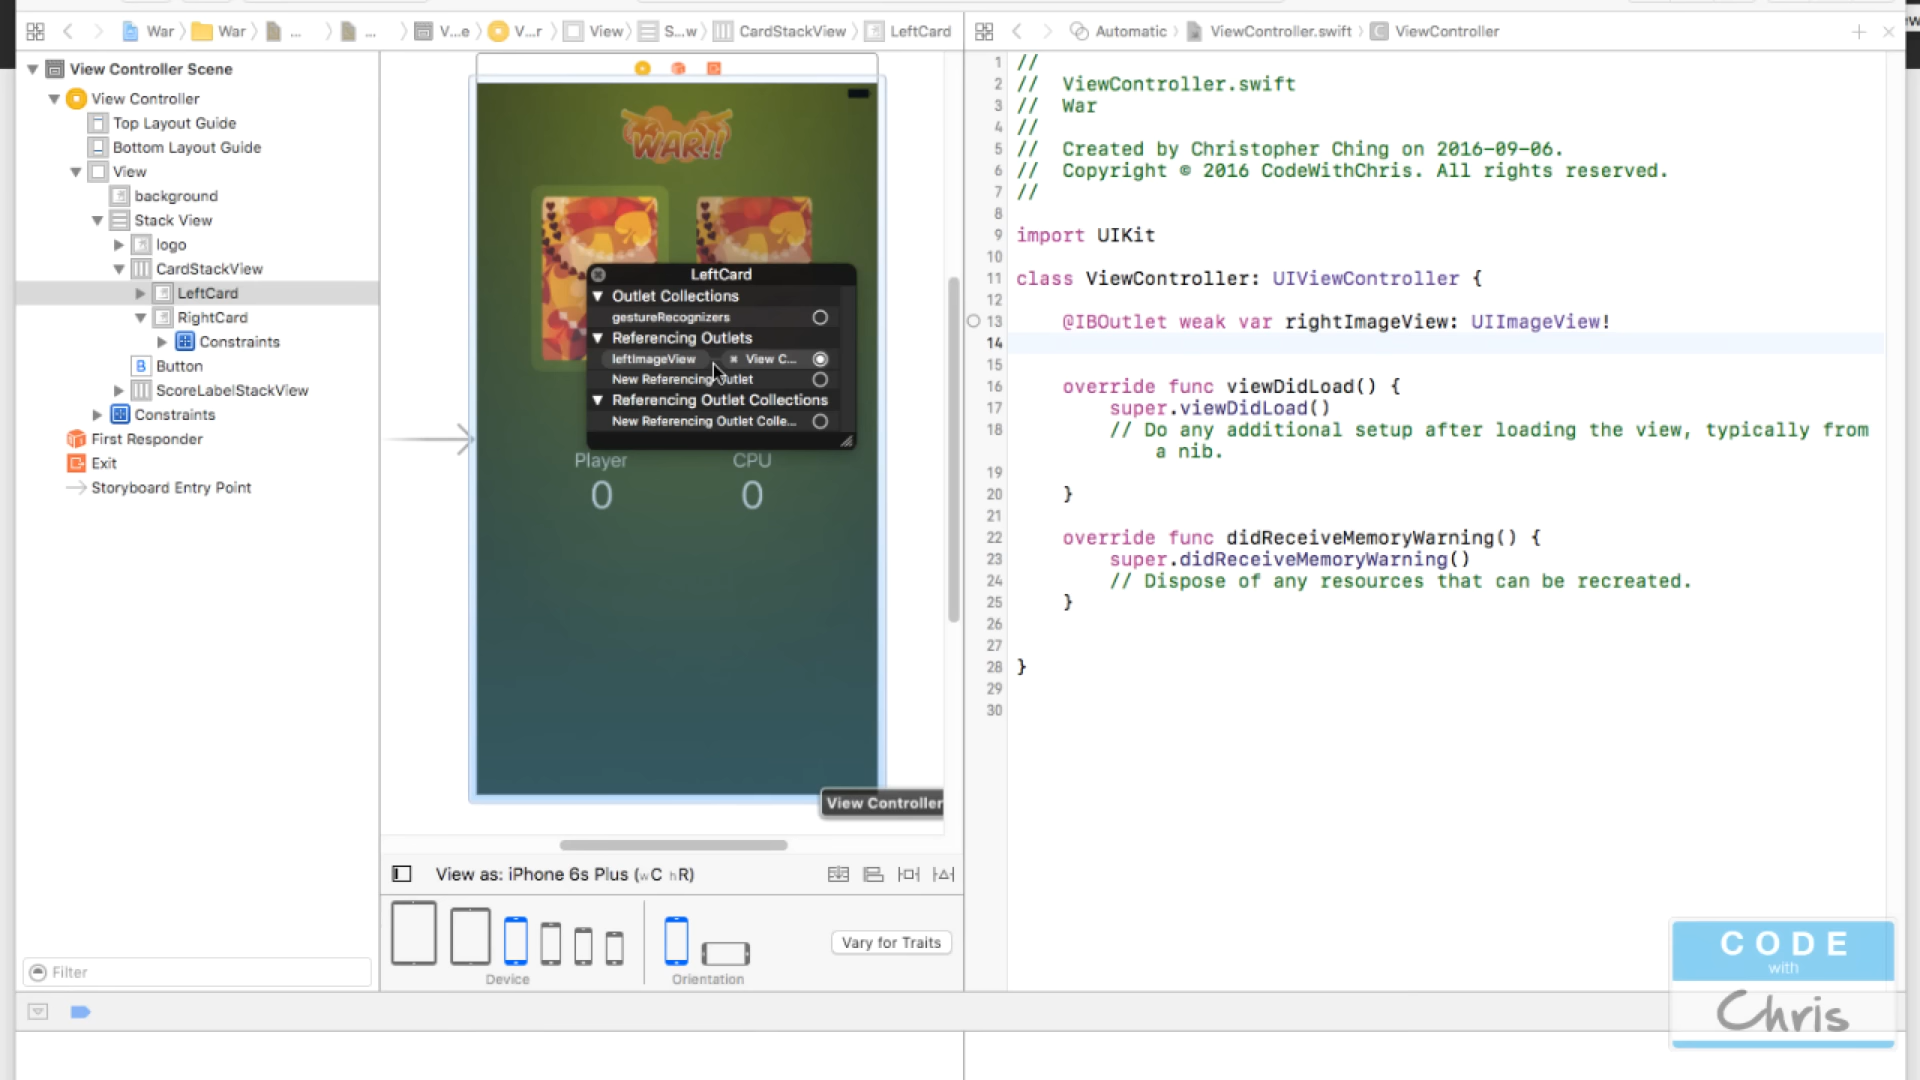 War
War
...
...
V...e
V...r
View
S...w
CardStackView
LeftCard
Automatic
ViewController.swift
ViewController
View Controller Scene
View Controller
Top Layout Guide
Bottom Layout Guide
View
background
Stack View
logo
CardStackView
LeftCard
RightCard
Constraints
B Button
ScoreLabelStackView
Constraints
First Responder
Exit
Storyboard Entry Point
Filter
WAR!!
LeftCard
Outlet Collections
gestureRecognizers
Referencing Outlets
leftImageView
View C...
New Referencing Outlet
Referencing Outlet Collections
New Referencing Outlet Colle...
Player
CPU
0
0
View Controller
View as: iPhone 6s Plus (wC hR)
Device
Orientation
Vary for Traits
1 //
2 // ViewController.swift
3 // War
4 //
5 // Created by Christopher Ching on 2016-09-06.
6 // Copyright © 2016 CodeWithChris. All rights reserved.
7 //
8
9 import UIKit
10
11 class ViewController: UIViewController {
12
13 @IBOutlet weak var rightImageView: UIImageView!
14
15
16 override func viewDidLoad() {
17 super.viewDidLoad()
18 // Do any additional setup after loading the view, typically from
a nib.
19
20 }
21
22 override func didReceiveMemoryWarning() {
23 super.didReceiveMemoryWarning()
24 // Dispose of any resources that can be recreated.
25 }
26
27
28 }
29
30
CODE
with
Chris